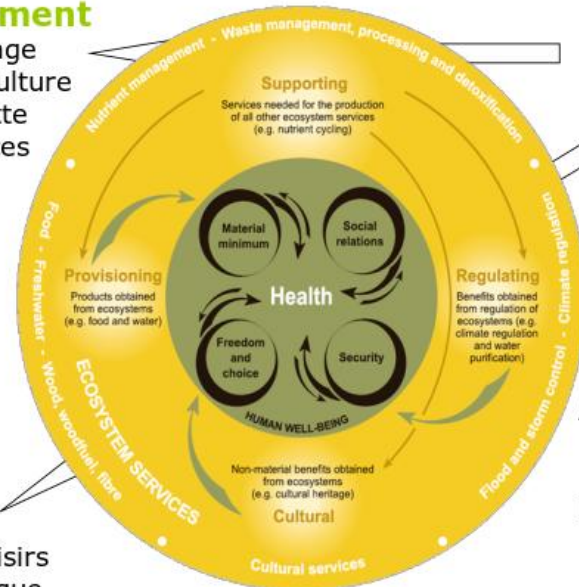 ment
age
ulture
tte
es
Nutrient management - Waste management, processing and detoxification
Supporting
Services needed for the production
of all other ecosystem services
(e.g. nutrient cycling)
Food - Freshwater - Wood, woodfuel, fibre
Climate regulation
Flood and storm control -
Material
minimum
Social
relations
Provisioning
Products obtained
from ecosystems
(e.g. food and water)
Health
Regulating
Benefits obtained
from regulation of
ecosystems (e.g.
climate regulation
and water
purification)
Freedom
and
choice
Security
HUMAN WELL-BEING
ECOSYSTEM SERVICES
Non-material benefits obtained
from ecosystems
(e.g. cultural heritage)
Cultural
Cultural services
isirs
que